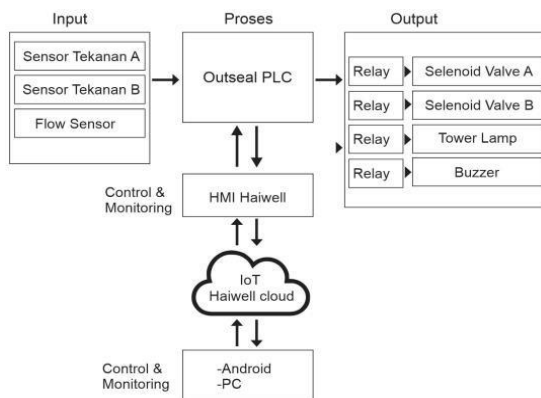 Input
Proses
Output
Sensor Tekanan A
Sensor Tekanan B
Flow Sensor
Outseal PLC
Relay
Selenoid Valve A
Relay
Selenoid Valve B
Relay
Tower Lamp
Relay
Buzzer
Control &
Monitoring
HMI Haiwell
IoT
Haiwell cloud
Control &
Monitoring
-Android
-PC